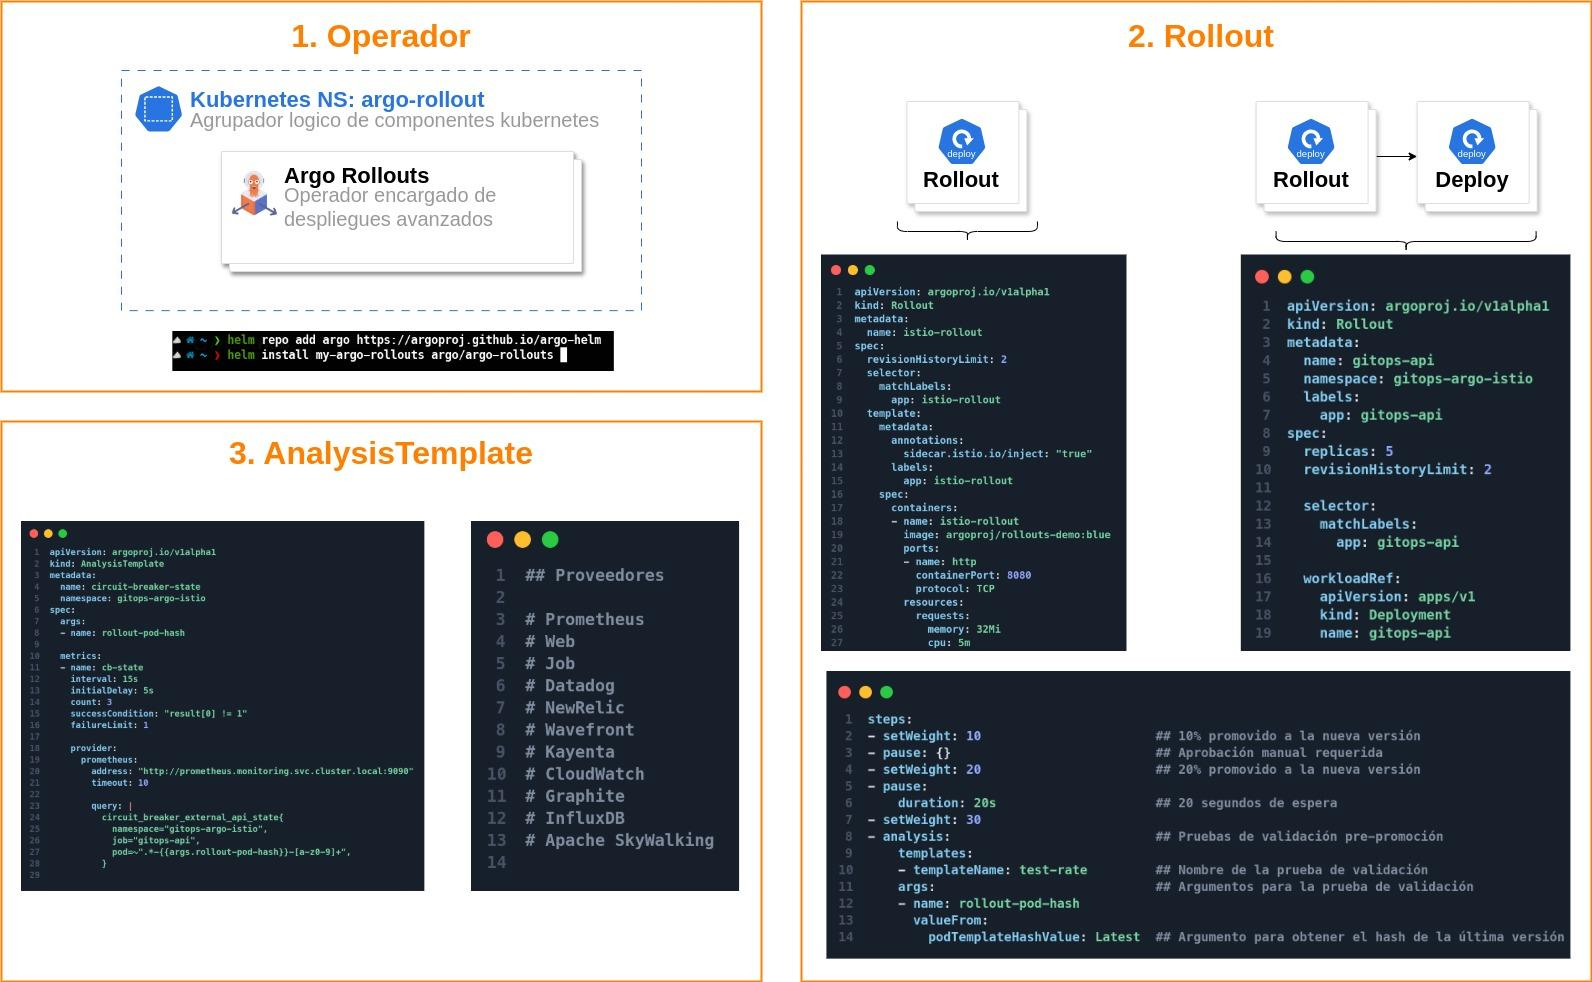 1. Operador
Kubernetes NS: argo-rollout
Agrupador logico de componentes kubernetes
Argo Rollouts
Operador encargado de
despliegues avanzados
~ ❯ helm repo add argo https://argoproj.github.io/argo-helm
~ ❯ helm install my-argo-rollouts argo/argo-rollouts
2. Rollout
deploy
Rollout
deploy
Rollout
deploy
Deploy
1 apiVersion: argoproj.io/v1alpha1
2 kind: Rollout
3 metadata:
4   name: istio-rollout
5 spec:
6   revisionHistoryLimit: 2
7   selector:
8     matchLabels:
9       app: istio-rollout
10   template:
11     metadata:
12       annotations:
13         sidecar.istio.io/inject: "true"
14       labels:
15         app: istio-rollout
16     spec:
17       containers:
18       - name: istio-rollout
19         image: argoproj/rollouts-demo:blue
20         ports:
21         - name: http
22           containerPort: 8080
23           protocol: TCP
24         resources:
25           requests:
26             memory: 32Mi
27             cpu: 5m
1 apiVersion: argoproj.io/v1alpha1
2 kind: Rollout
3 metadata:
4   name: gitops-api
5   namespace: gitops-argo-istio
6   labels:
7     app: gitops-api
8 spec:
9   replicas: 5
10   revisionHistoryLimit: 2
11
12   selector:
13     matchLabels:
14       app: gitops-api
15
16   workloadRef:
17     apiVersion: apps/v1
18     kind: Deployment
19     name: gitops-api
1 steps:
2 - setWeight: 10 ## 10% promovido a la nueva versión
3 - pause: {} ## Aprobación manual requerida
4 - setWeight: 20 ## 20% promovido a la nueva versión
5 - pause:
6     duration: 20s ## 20 segundos de espera
7 - setWeight: 30
8 - analysis: ## Pruebas de validación pre-promoción
9     templates:
10     - templateName: test-rate ## Nombre de la prueba de validación
11     args: ## Argumentos para la prueba de validación
12     - name: rollout-pod-hash
13       valueFrom:
14         podTemplateHashValue: Latest ## Argumento para obtener el hash de la última versión
3. AnalysisTemplate
1 apiVersion: argoproj.io/v1alpha1
2 kind: AnalysisTemplate
3 metadata:
4   name: circuit-breaker-state
5   namespace: gitops-argo-istio
6 spec:
7   args:
8   - name: rollout-pod-hash
9
10   metrics:
11   - name: cb-state
12     interval: 15s
13     initialDelay: 5s
14     count: 3
15     successCondition: "result[0] != 1"
16     failureLimit: 1
17
18     provider:
19       prometheus:
20         address: "http://prometheus.monitoring.svc.cluster.local:9090"
21         timeout: 10
22
23         query: |
24           circuit_breaker_external_api_state{
25             namespace="gitops-argo-istio",
26             job="gitops-api",
27             pod=~".*-{{args.rollout-pod-hash}}-[a-z0-9]+",
28           }
29
1 ## Proveedores
2
3 # Prometheus
4 # Web
5 # Job
6 # Datadog
7 # NewRelic
8 # Wavefront
9 # Kayenta
10 # CloudWatch
11 # Graphite
12 # InfluxDB
13 # Apache SkyWalking
14